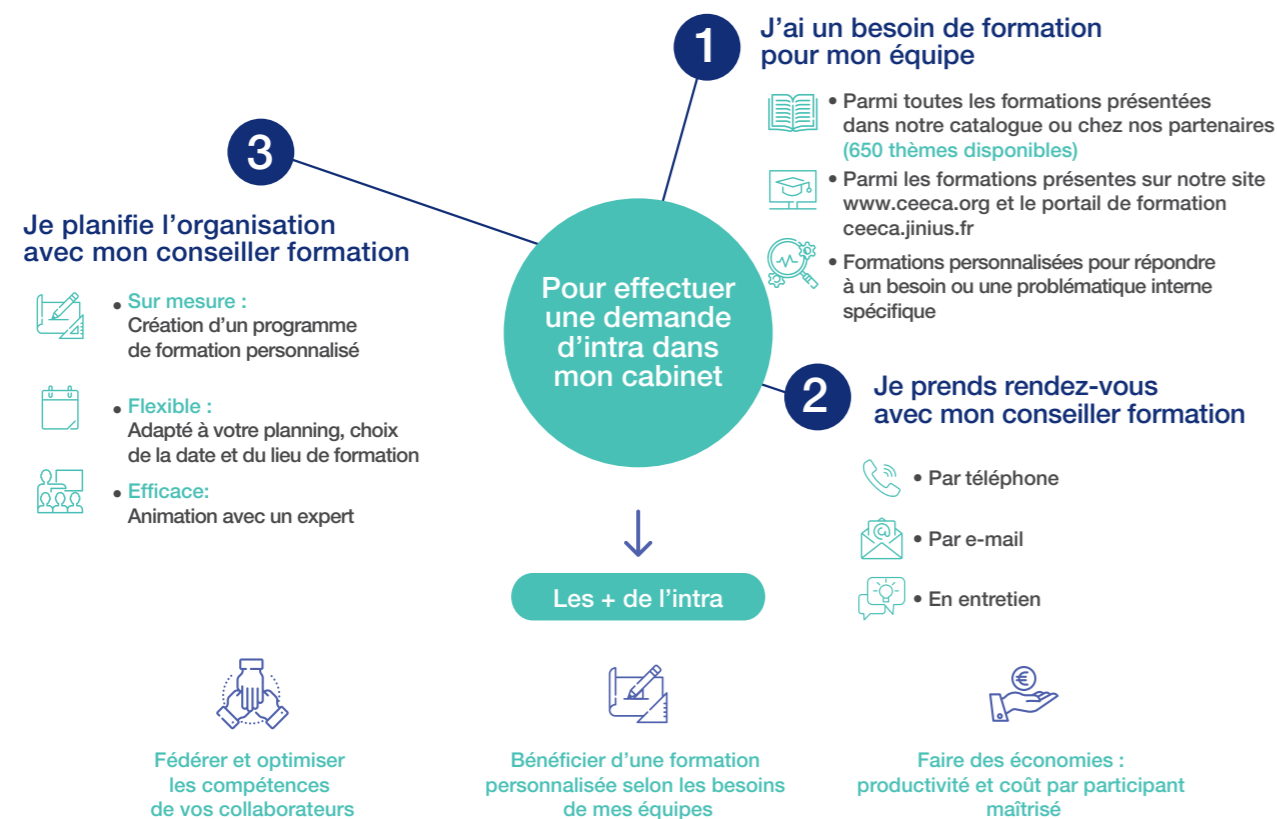 1
J'ai un besoin de formation
pour mon équipe
• Parmi toutes les formations présentées
dans notre catalogue ou chez nos partenaires
(650 thèmes disponibles)
• Parmi les formations présentes sur notre site
www.ceeca.org et le portail de formation
ceeca.jinius.fr
• Formations personnalisées pour répondre
à un besoin ou une problématique interne
spécifique
Pour effectuer
une demande
d'intra dans
mon cabinet
2
Je prends rendez-vous
avec mon conseiller formation
• Par téléphone
• Par e-mail
• En entretien
3
Je planifie l'organisation
avec mon conseiller formation
• Sur mesure :
Création d'un programme
de formation personnalisé
• Flexible :
Adapté à votre planning, choix
de la date et du lieu de formation
• Efficace:
Animation avec un expert
Les + de l'intra
Fédérer et optimiser
les compétences
de vos collaborateurs
Bénéficier d'une formation
personnalisée selon les besoins
de mes équipes
€
Faire des économies :
productivité et coût par participant
maîtrisé